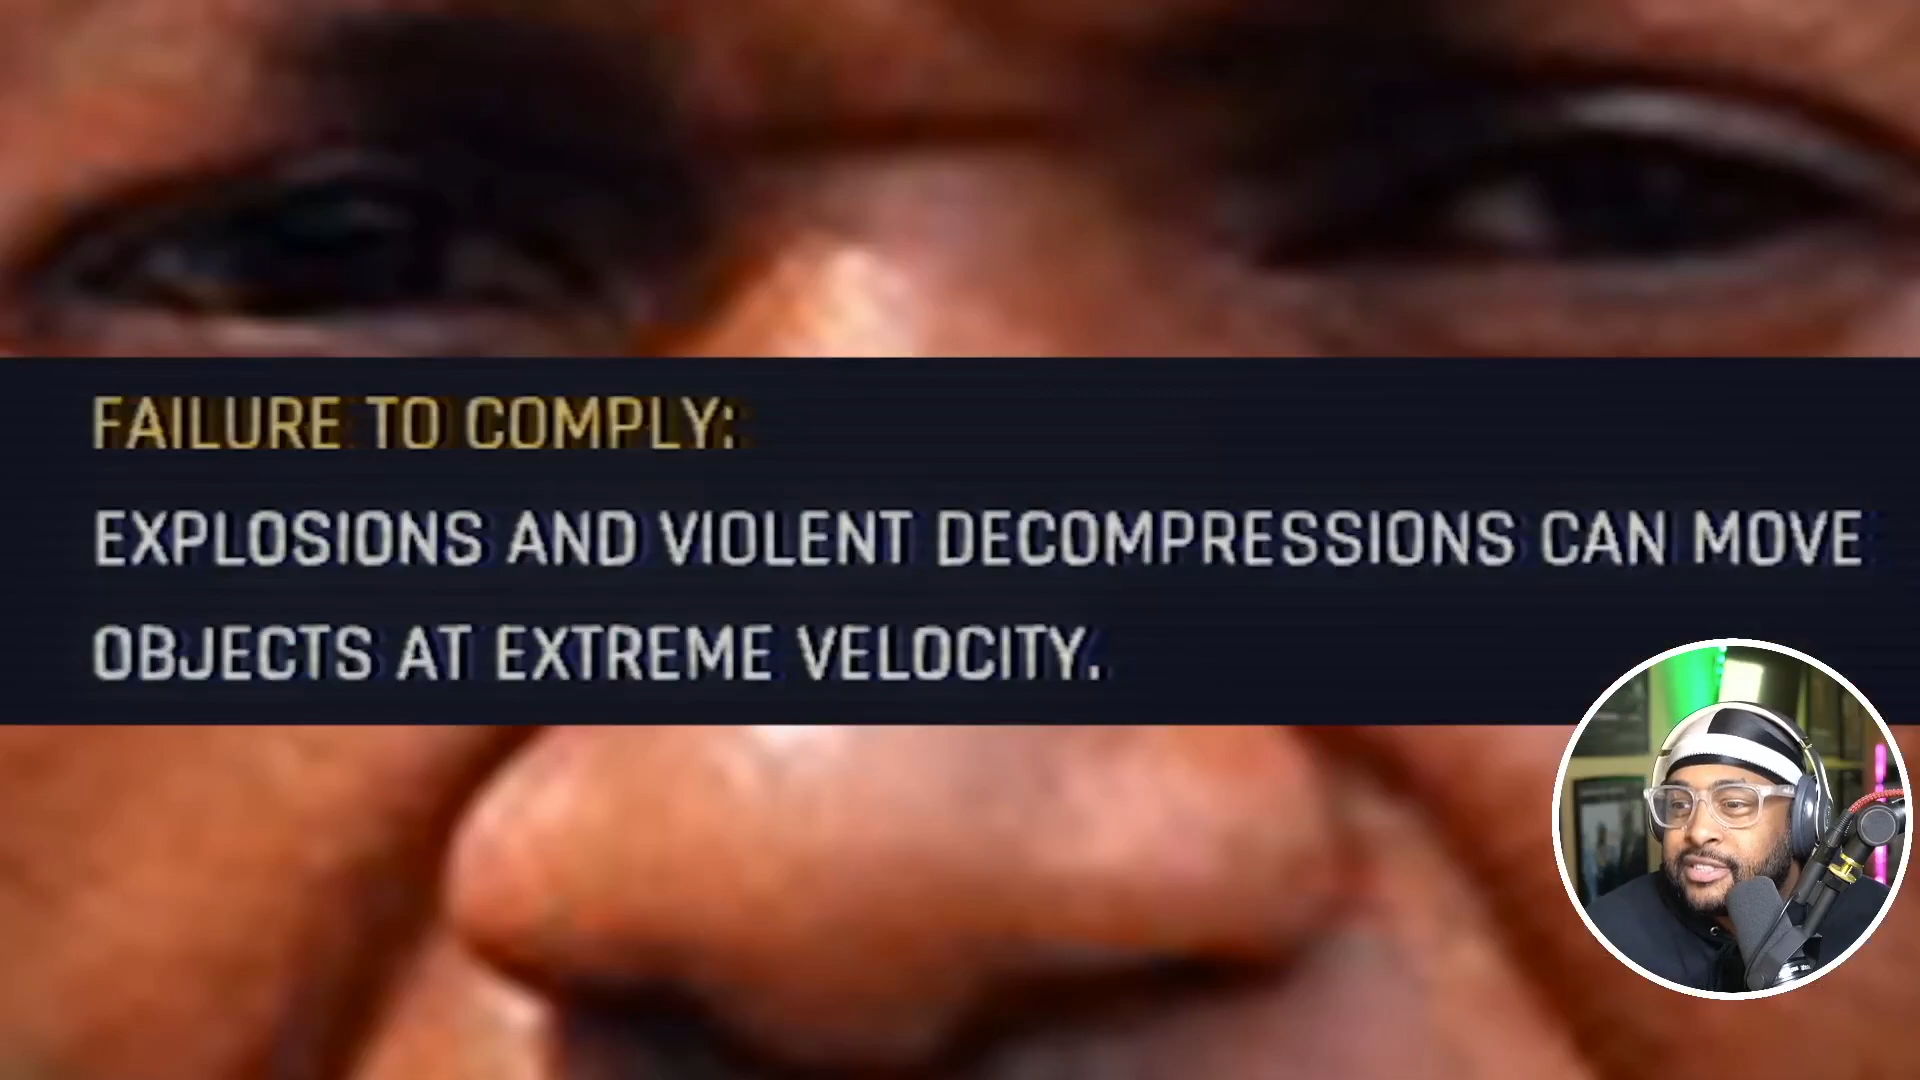 FAILURE TO COMPLY:
EXPLOSIONS AND VIOLENT DECOMPRESSIONS CAN MOVE
OBJECTS AT EXTREME VELOCITY.